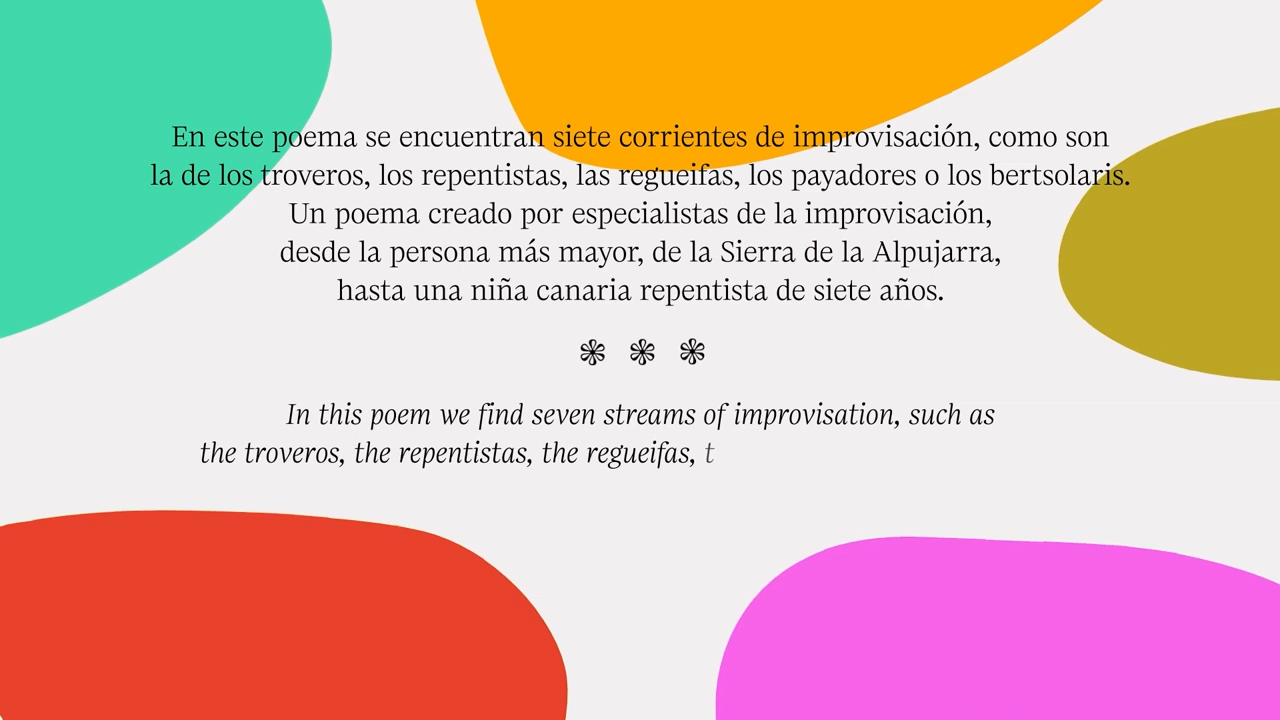 En este poema se encuentran siete corrientes de improvisación, como son
la de los troveros, los repentistas, las regueifas, los payadores o los bertsolaris.
Un poema creado por especialistas de la improvisación,
desde la persona más mayor, de la Sierra de la Alpujarra,
hasta una niña canaria repentista de siete años.
❃ ❃ ❃
In this poem we find seven streams of improvisation, such as
the troveros, the repentistas, the regueifas, t